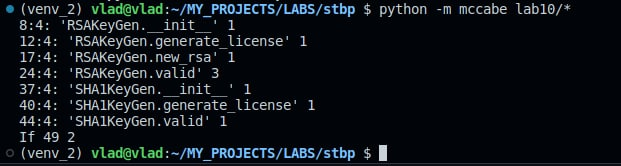 (venv_2) vlad@vlad:~/MY_PROJECTS/LABS/stbp $ python -m mccabe lab10/*
8:4: 'RSAKeyGen.__init__' 1
12:4: 'RSAKeyGen.generate_license' 1
17:4: 'RSAKeyGen.new_rsa' 1
24:4: 'RSAKeyGen.valid' 3
37:4: 'SHA1KeyGen.__init__' 1
40:4: 'SHA1KeyGen.generate_license' 1
44:4: 'SHA1KeyGen.valid' 1
If 49 2
(venv_2) vlad@vlad:~/MY_PROJECTS/LABS/stbp $